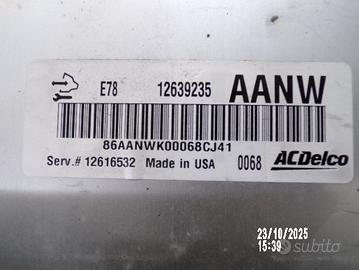 E78 12639235 AANW
86AANWK00068CJ41
Serv.# 12616532 Made in USA 0068 ACDelco
23/10/2025
15:39
subito